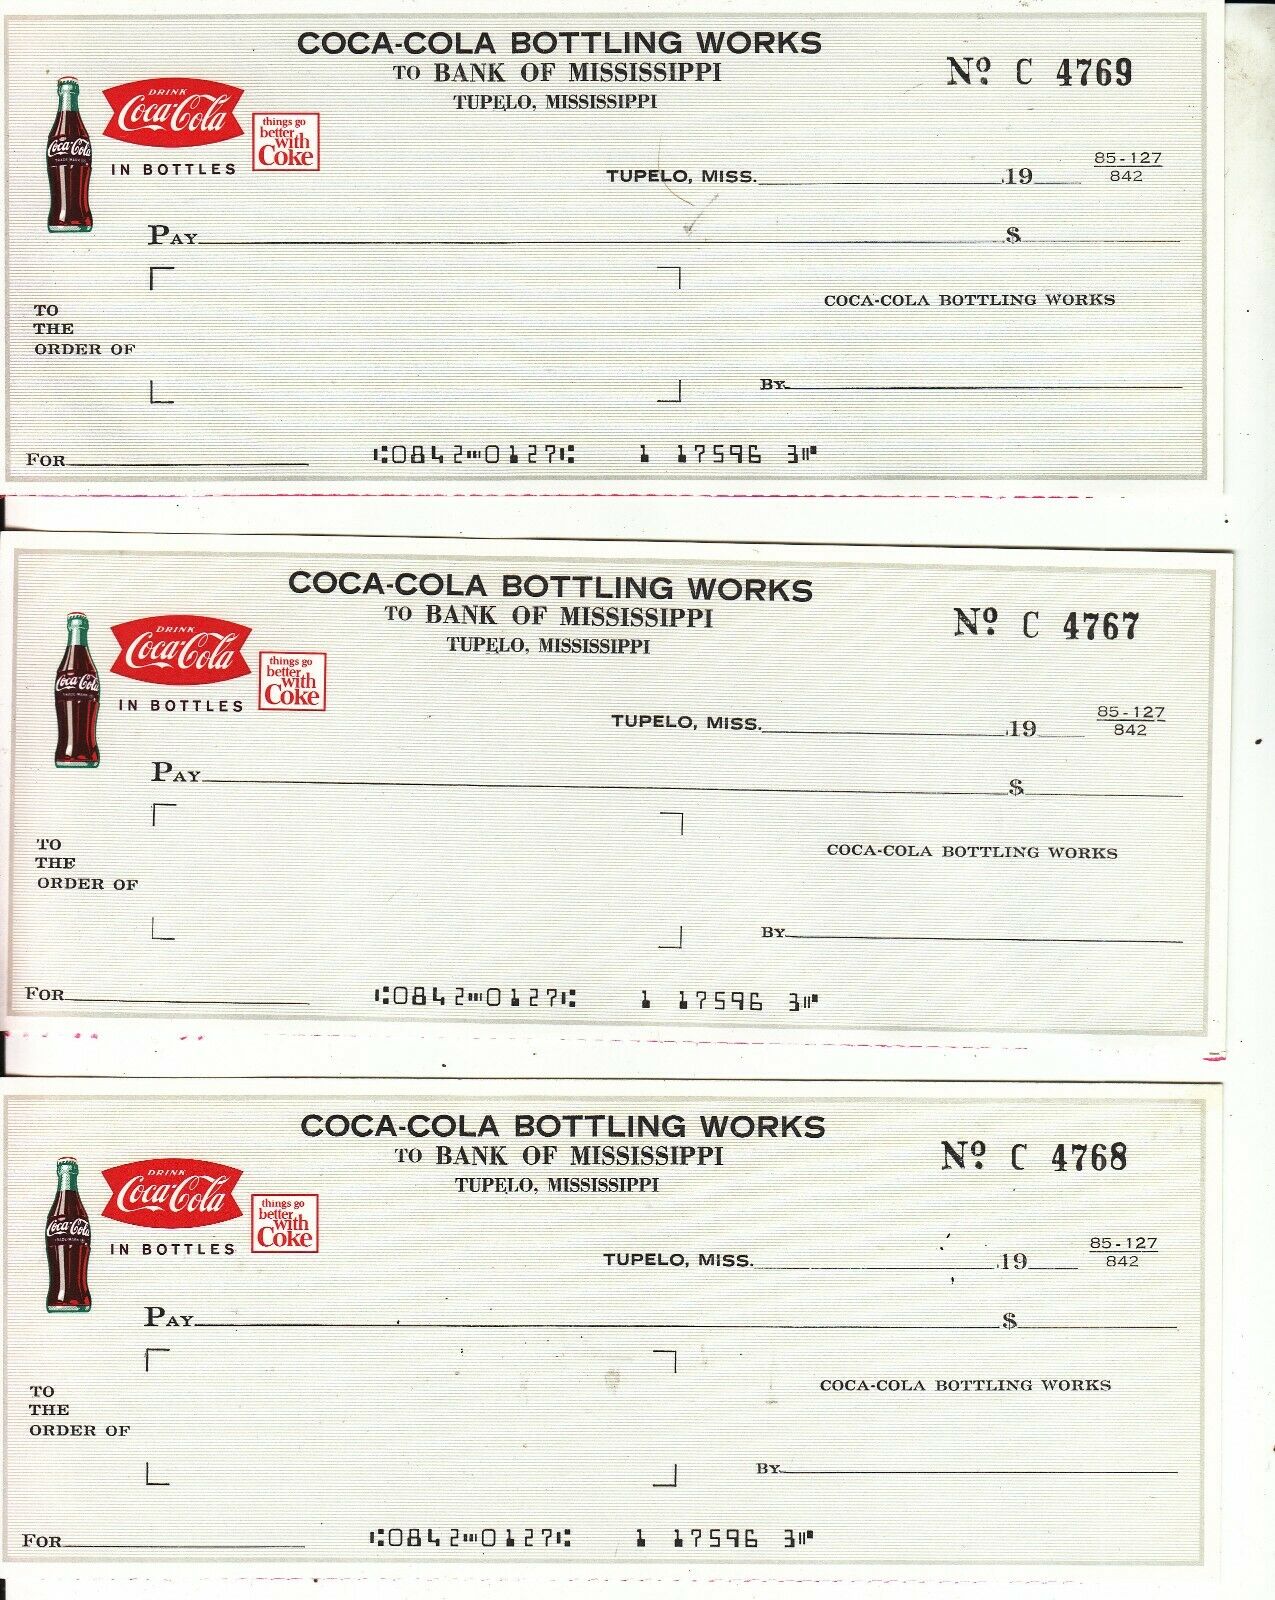 COCA-COLA BOTTLING WORKS
TO BANK OF MISSISSIPPI
TUPELO, MISSISSIPPI
Nº C 4769
DRINK
Coca-Cola
IN BOTTLES
Coca-Cola
things go
better
with
Coke
TUPELO, MISS. 19
85-127
842
PAY $
TO
THE
ORDER OF
COCA-COLA BOTTLING WORKS
BY
FOR
⑆0842⑉0127⑆ 1 17596 3⑈
COCA-COLA BOTTLING WORKS
TO BANK OF MISSISSIPPI
TUPELO, MISSISSIPPI
Nº C 4767
DRINK
Coca-Cola
IN BOTTLES
Coca-Cola
things go
better
with
Coke
TUPELO, MISS. 19
85-127
842
PAY $
TO
THE
ORDER OF
COCA-COLA BOTTLING WORKS
BY
FOR
⑆0842⑉0127⑆ 1 17596 3⑈
COCA-COLA BOTTLING WORKS
TO BANK OF MISSISSIPPI
TUPELO, MISSISSIPPI
Nº C 4768
DRINK
Coca-Cola
IN BOTTLES
Coca-Cola
things go
better
with
Coke
TUPELO, MISS. 19
85-127
842
PAY $
TO
THE
ORDER OF
COCA-COLA BOTTLING WORKS
BY
FOR
⑆0842⑉0127⑆ 1 17596 3⑈